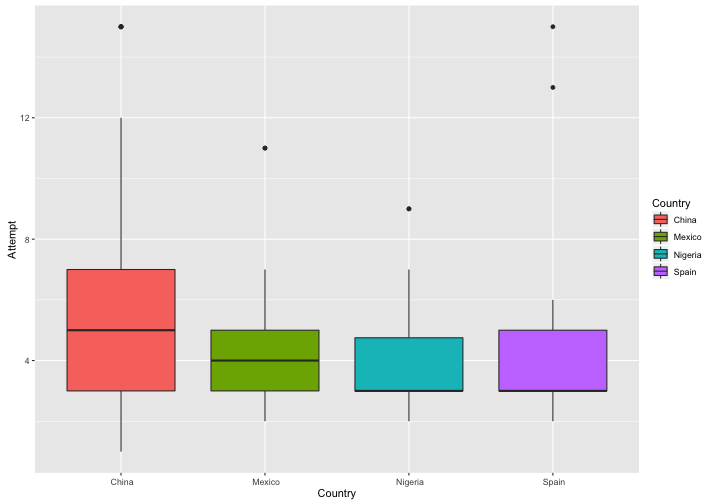 12
8
4
Attempt
China
Mexico
Nigeria
Spain
Country
Country
China
Mexico
Nigeria
Spain